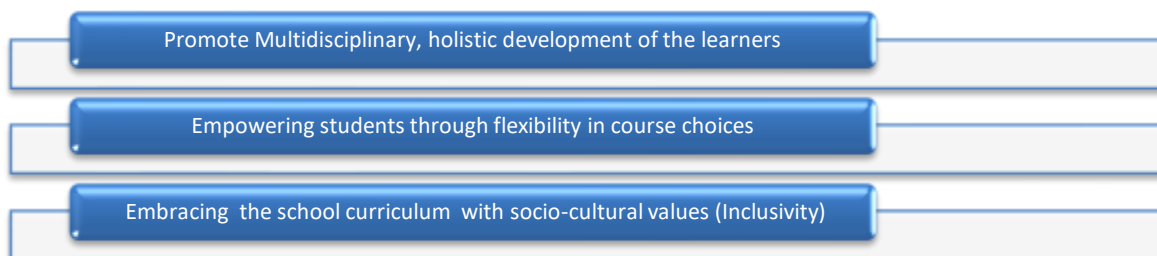 Promote Multidisciplinary, holistic development of the learners
Empowering students through flexibility in course choices
Embracing the school curriculum with socio-cultural values (Inclusivity)